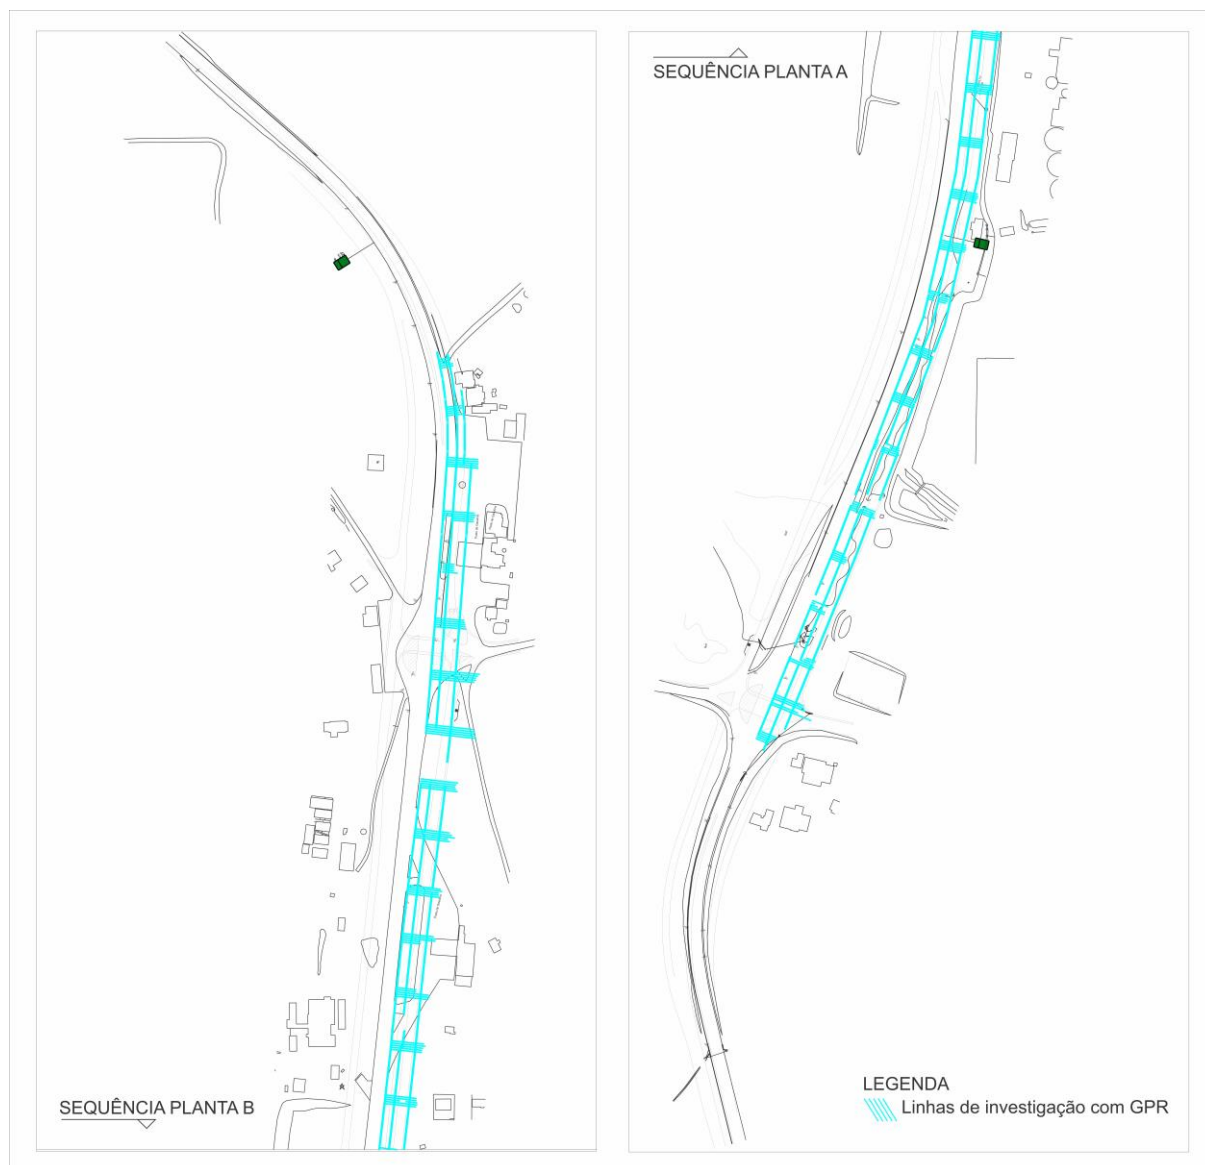 SEQUÊNCIA PLANTA B
SEQUÊNCIA PLANTA A
LEGENDA
Linhas de investigação com GPR